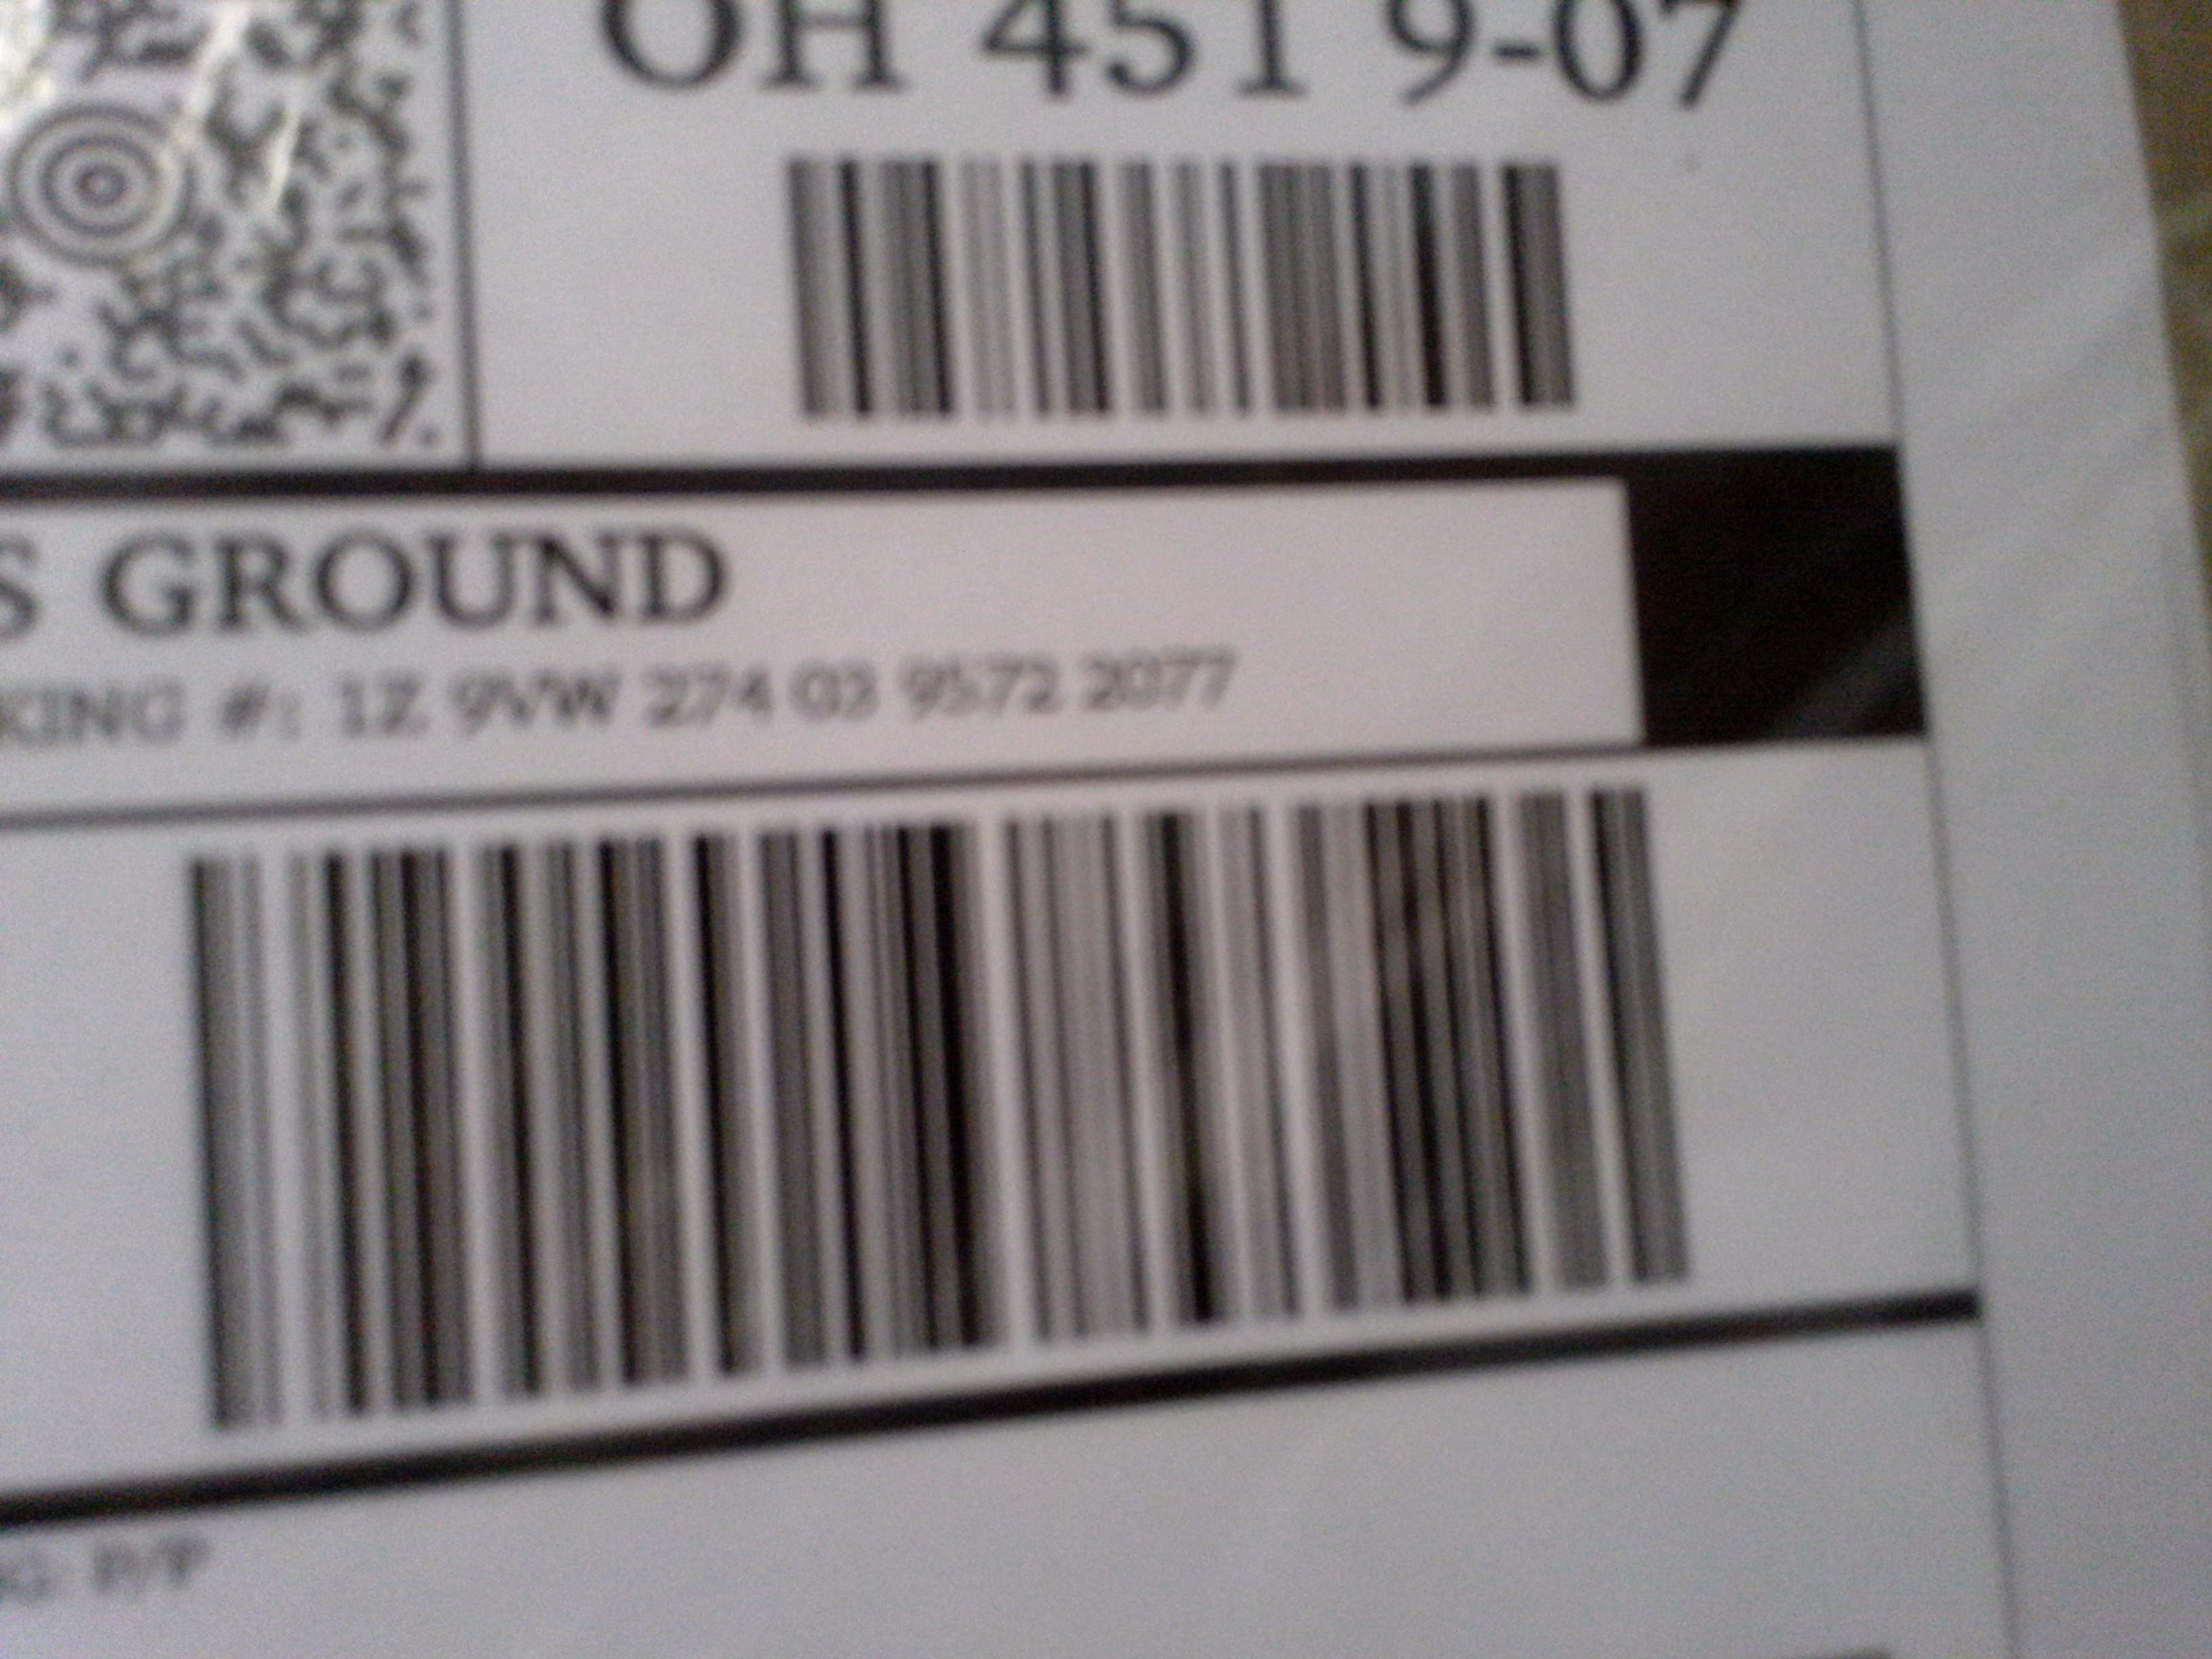 OH 451 9-07
S GROUND
KING #: 1Z 9VW 274 03 9572 2077
G: P/P